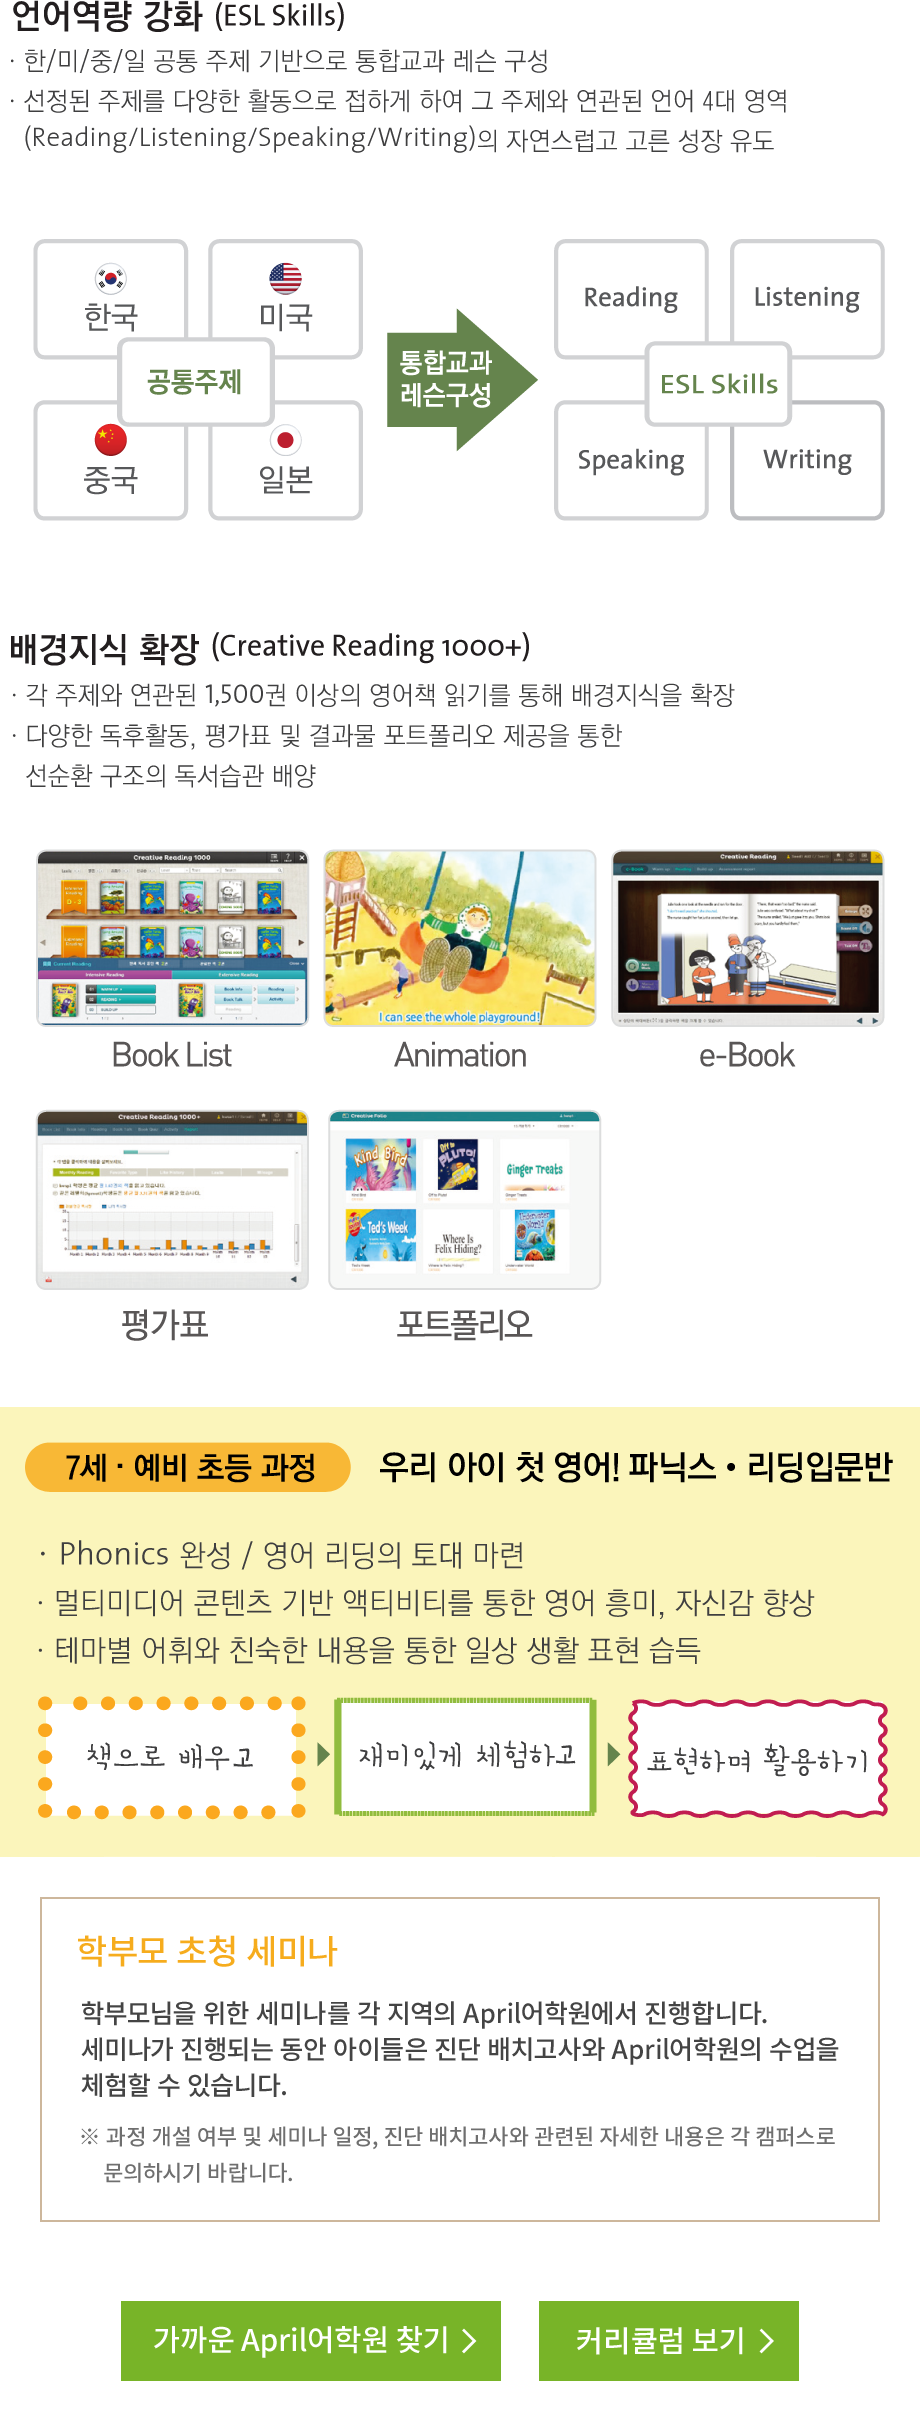 언어역량 강화 (ESL Skills)
· 한/미/중/일 공통 주제 기반으로 통합교과 레슨 구성
· 선정된 주제를 다양한 활동으로 접하게 하여 그 주제와 연관된 언어 4대 영역
(Reading/Listening/Speaking/Writing)의 자연스럽고 고른 성장 유도
한국
미국
공통주제
중국
일본
통합교과
레슨구성
Reading
Listening
ESL Skills
Speaking
Writing
배경지식 확장 (Creative Reading 1000+)
· 각 주제와 연관된 1,500권 이상의 영어책 읽기를 통해 배경지식을 확장
· 다양한 독후활동, 평가표 및 결과물 포트폴리오 제공을 통한
선순환 구조의 독서습관 배양
Creative Reading 1000
Intensive Reading
Extensive Reading
Book Info
Reading
Book Talk
Activity
I can see the whole playground!
Creative Reading
Book List
Animation
e-Book
Creative Reading 1000+
Monthly Reading
Creative Folio
Kind Bird
Off to PLUTO!
Ginger Treats
Ted's Week
Where Is
Felix Hiding?
Underwater World
평가표
포트폴리오
7세 · 예비 초등 과정
우리 아이 첫 영어! 파닉스 • 리딩입문반
· Phonics 완성 / 영어 리딩의 토대 마련
· 멀티미디어 콘텐츠 기반 액티비티를 통한 영어 흥미, 자신감 향상
· 테마별 어휘와 친숙한 내용을 통한 일상 생활 표현 습득
책으로 배우고
재미있게 체험하고
표현하며 활용하기
학부모 초청 세미나
학부모님을 위한 세미나를 각 지역의 April어학원에서 진행합니다.
세미나가 진행되는 동안 아이들은 진단 배치고사와 April어학원의 수업을
체험할 수 있습니다.
※ 과정 개설 여부 및 세미나 일정, 진단 배치고사와 관련된 자세한 내용은 각 캠퍼스로
문의하시기 바랍니다.
가까운 April어학원 찾기 >
커리큘럼 보기 >